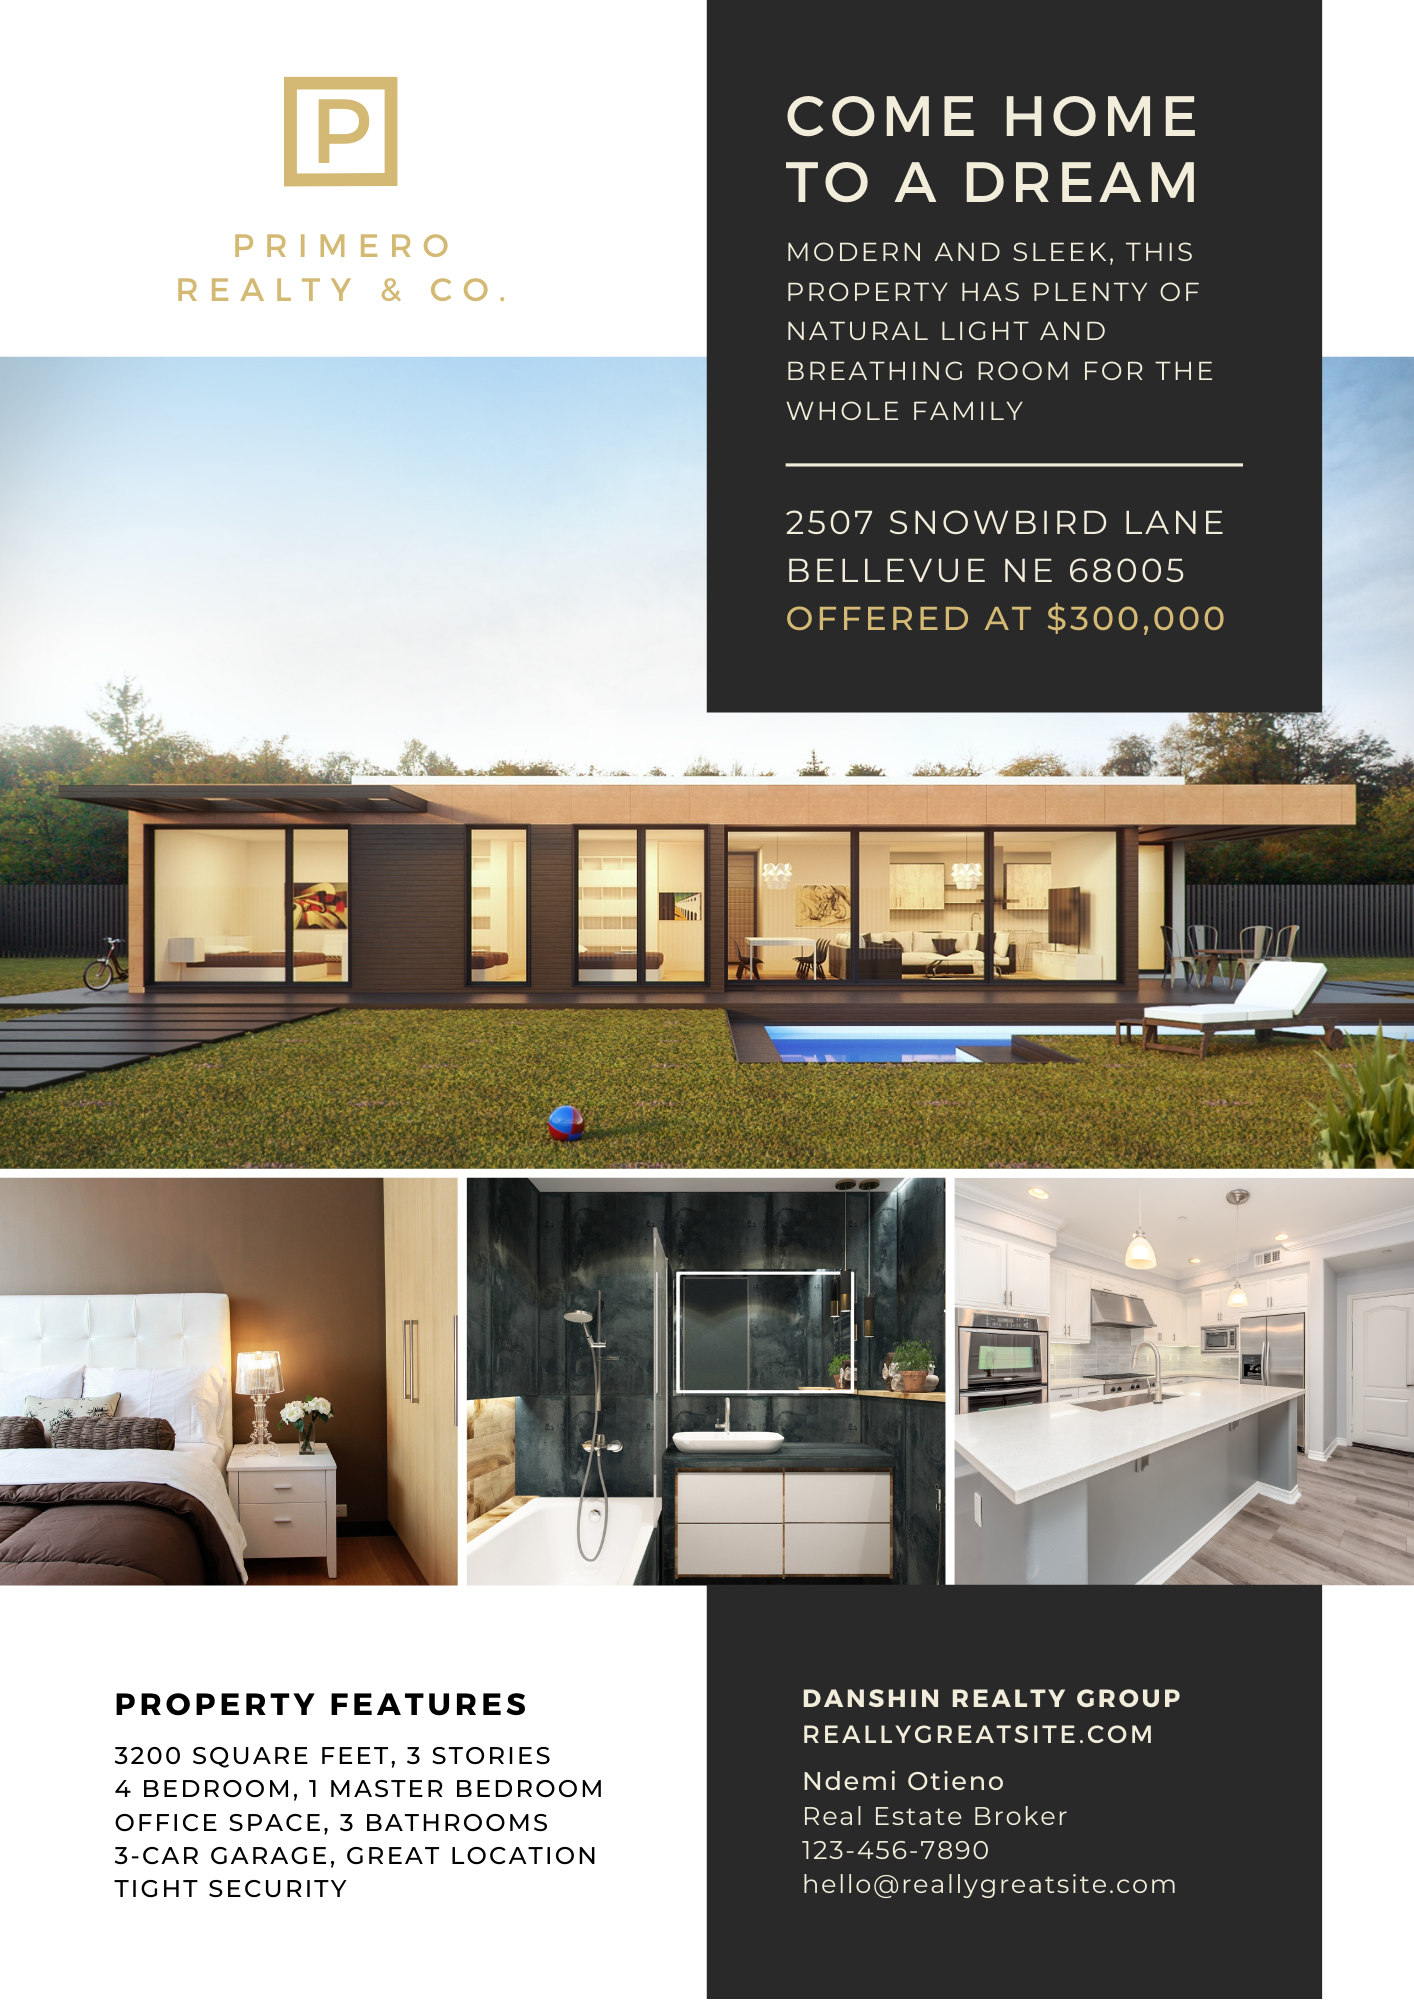 P
PRIMERO
REALTY & CO.
COME HOME
TO A DREAM
MODERN AND SLEEK, THIS
PROPERTY HAS PLENTY OF
NATURAL LIGHT AND
BREATHING ROOM FOR THE
WHOLE FAMILY
2507 SNOWBIRD LANE
BELLEVUE NE 68005
OFFERED AT $300,000
PROPERTY FEATURES
3200 SQUARE FEET, 3 STORIES
4 BEDROOM, 1 MASTER BEDROOM
OFFICE SPACE, 3 BATHROOMS
3-CAR GARAGE, GREAT LOCATION
TIGHT SECURITY
DANSHIN REALTY GROUP
REALLYGREATSITE.COM
Ndemi Otieno
Real Estate Broker
123-456-7890
hello@reallygreatsite.com